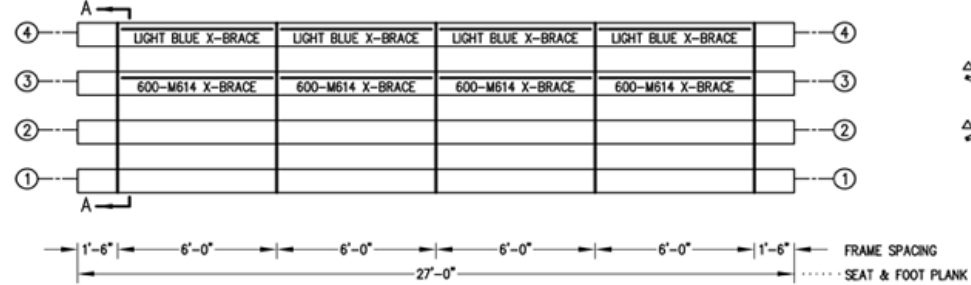 A
4 LIGHT BLUE X-BRACE LIGHT BLUE X-BRACE LIGHT BLUE X-BRACE LIGHT BLUE X-BRACE 4
3 600-M614 X-BRACE 600-M614 X-BRACE 600-M614 X-BRACE 600-M614 X-BRACE 3
2 2
1 1
A
1'-6" 6'-0" 6'-0" 6'-0" 6'-0" 1'-6" FRAME SPACING
27'-0" SEAT & FOOT PLANK